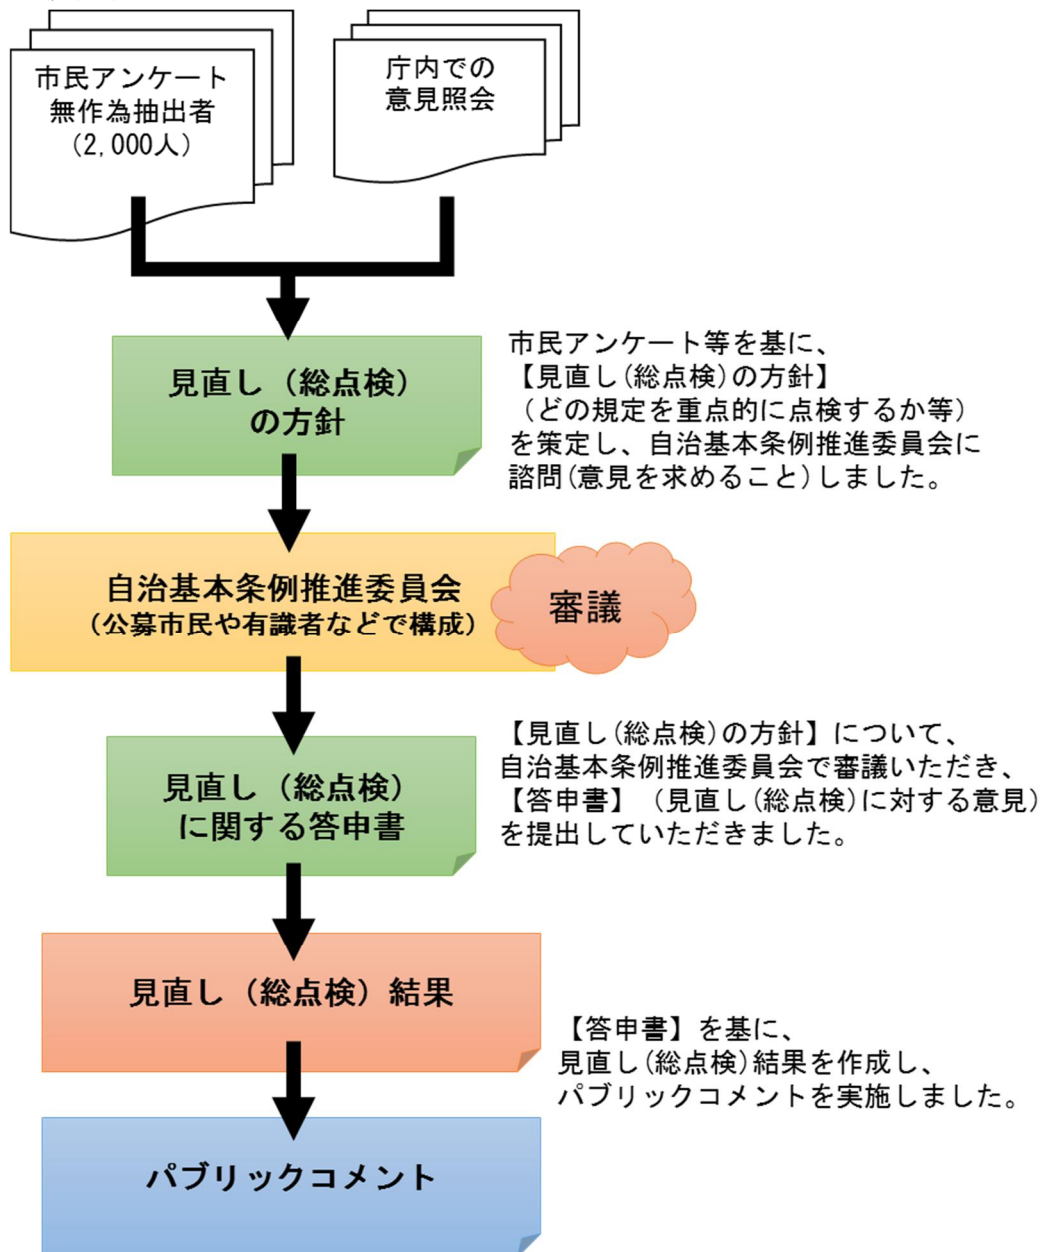 市民アンケート
無作為抽出者
(2,000人)
庁内での
意見照会
見直し（総点検）
の方針
市民アンケート等を基に、
【見直し(総点検)の方針】
（どの規定を重点的に点検するか等）
を策定し、自治基本条例推進委員会に
諮問(意見を求めること)しました。
自治基本条例推進委員会
（公募市民や有識者などで構成）
審議
見直し（総点検）
に関する答申書
【見直し(総点検)の方針】について、
自治基本条例推進委員会で審議いただき、
【答申書】（見直し(総点検)に対する意見）
を提出していただきました。
見直し（総点検）結果
【答申書】を基に、
見直し(総点検)結果を作成し、
パブリックコメントを実施しました。
パブリックコメント